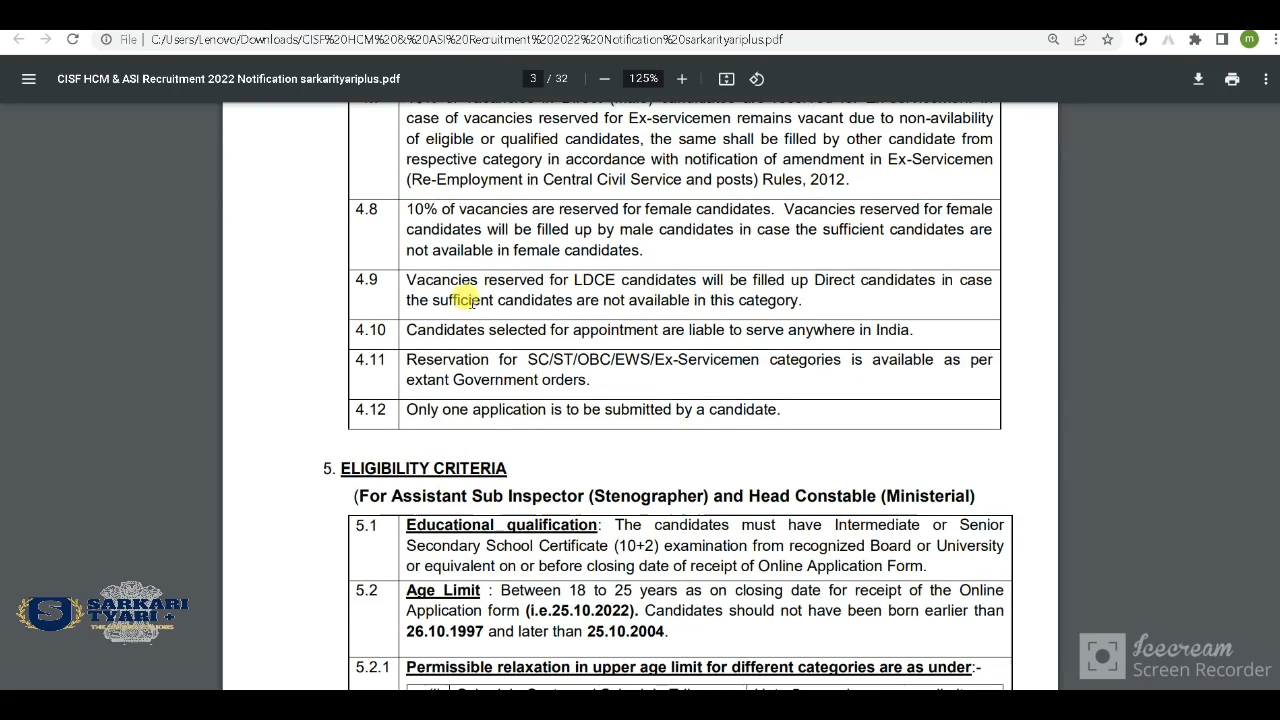 File | C:/Users/Lenovo/Downloads/CISF%20HCM%20&%20ASI%20Recruitment%202022%20Notification%20sarkarityariplus.pdf
m
CISF HCM & ASI Recruitment 2022 Notification sarkarityariplus.pdf 3 / 32 125%
case of vacancies reserved for Ex-servicemen remains vacant due to non-avilability
of eligible or qualified candidates, the same shall be filled by other candidate from
respective category in accordance with notification of amendment in Ex-Servicemen
(Re-Employment in Central Civil Service and posts) Rules, 2012.
4.8 10% of vacancies are reserved for female candidates. Vacancies reserved for female
candidates will be filled up by male candidates in case the sufficient candidates are
not available in female candidates.
4.9 Vacancies reserved for LDCE candidates will be filled up Direct candidates in case
the sufficient candidates are not available in this category.
4.10 Candidates selected for appointment are liable to serve anywhere in India.
4.11 Reservation for SC/ST/OBC/EWS/Ex-Servicemen categories is available as per
extant Government orders.
4.12 Only one application is to be submitted by a candidate.
5. ELIGIBILITY CRITERIA
(For Assistant Sub Inspector (Stenographer) and Head Constable (Ministerial)
5.1 Educational qualification: The candidates must have Intermediate or Senior
Secondary School Certificate (10+2) examination from recognized Board or University
or equivalent on or before closing date of receipt of Online Application Form.
5.2 Age Limit : Between 18 to 25 years as on closing date for receipt of the Online
Application form (i.e.25.10.2022). Candidates should not have been born earlier than
26.10.1997 and later than 25.10.2004.
5.2.1 Permissible relaxation in upper age limit for different categories are as under:-
S SARKARI
TYARI +
Icecream
Screen Recorder